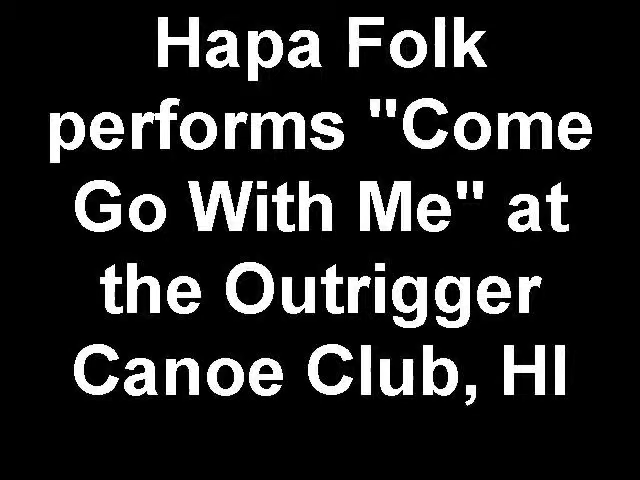 Hapa Folk
performs "Come
Go With Me" at
the Outrigger
Canoe Club, HI